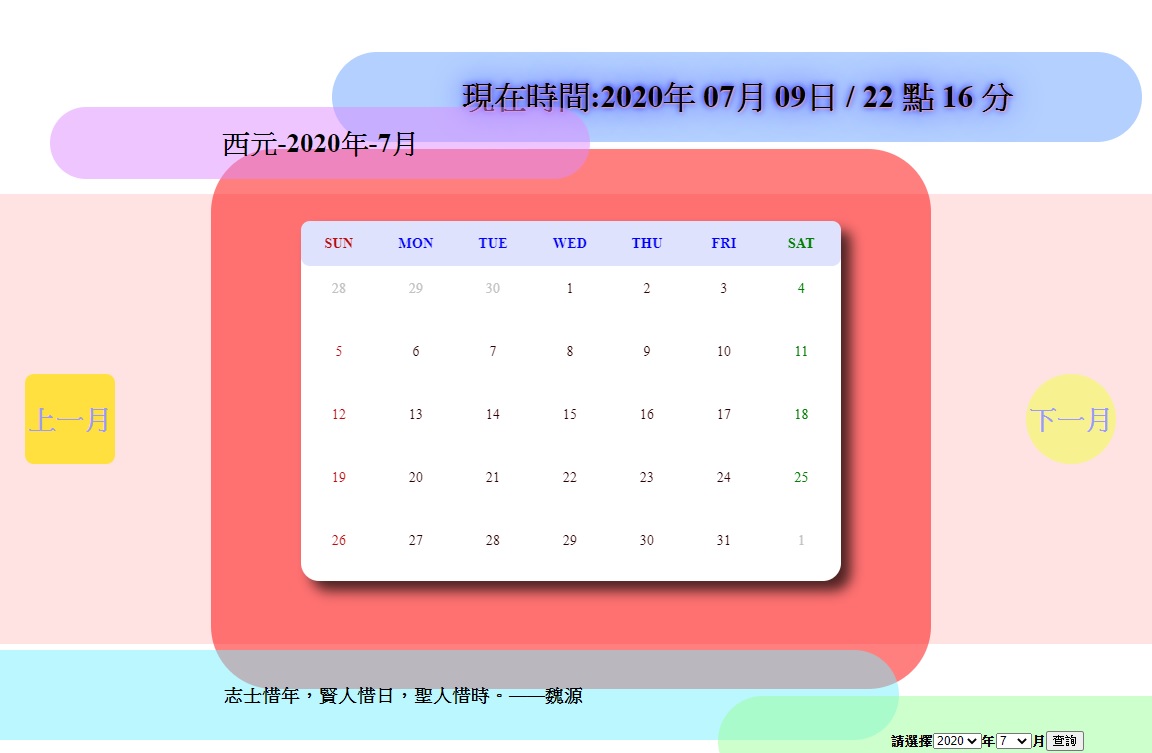 現在時間:2020年 07月 09日 / 22 點 16 分
西元-2020年-7月
SUN MON TUE WED THU FRI SAT
28 29 30 1 2 3 4
5 6 7 8 9 10 11
12 13 14 15 16 17 18
上一月
下一月
19 20 21 22 23 24 25
26 27 28 29 30 31 1
志士惜年，賢人惜日，聖人惜時。——魏源
請選擇2020年7月查詢